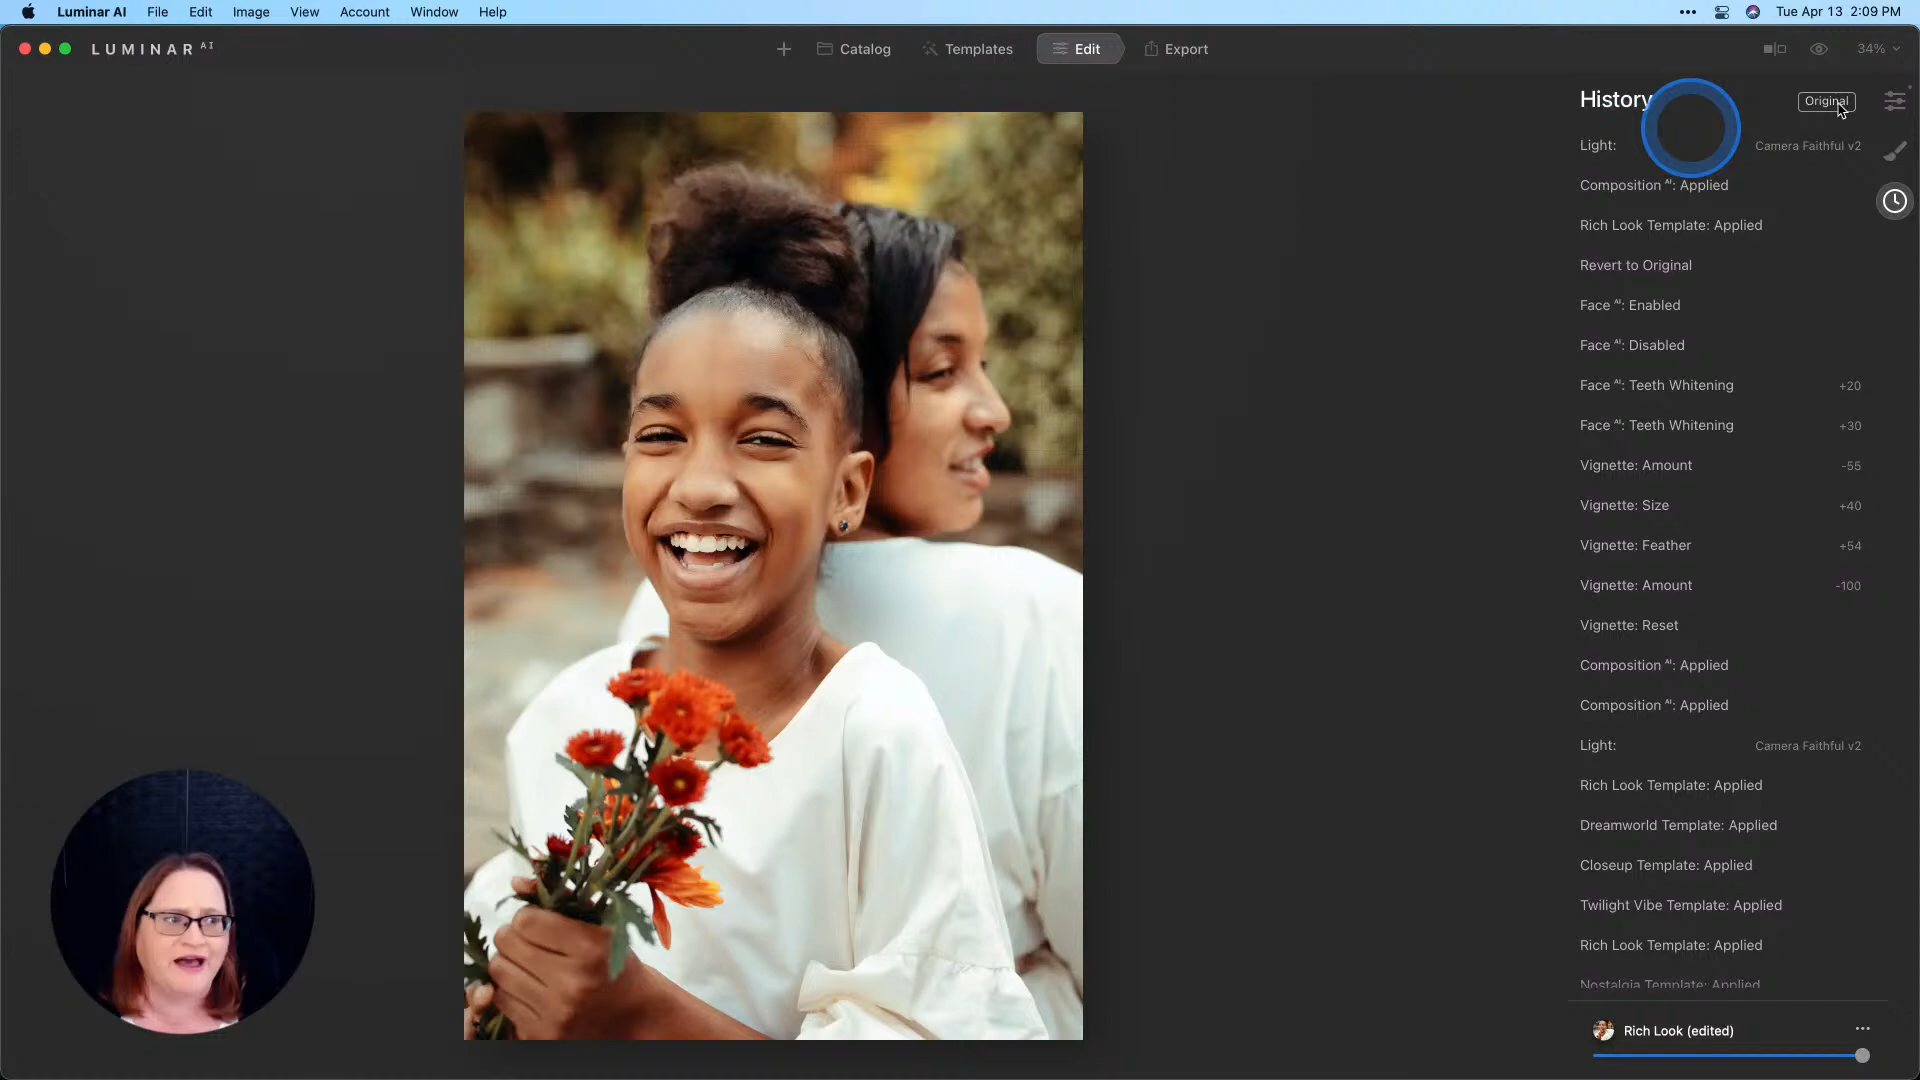 Luminar AI File Edit Image View Account Window Help
Tue Apr 13 2:09 PM
LUMINAR AI
Catalog Templates Edit Export
34%
History Original
Light: Camera Faithful v2
Composition AI: Applied
Rich Look Template: Applied
Revert to Original
Face AI: Enabled
Face AI: Disabled
Face AI: Teeth Whitening +20
Face AI: Teeth Whitening +30
Vignette: Amount -55
Vignette: Size +40
Vignette: Feather +54
Vignette: Amount -100
Vignette: Reset
Composition AI: Applied
Composition AI: Applied
Light: Camera Faithful v2
Rich Look Template: Applied
Dreamworld Template: Applied
Closeup Template: Applied
Twilight Vibe Template: Applied
Rich Look Template: Applied
Nostalgia Template: Applied
Rich Look (edited)